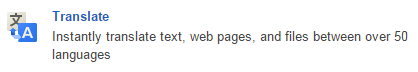 文
A
Translate
Instantly translate text, web pages, and files between over 50
languages